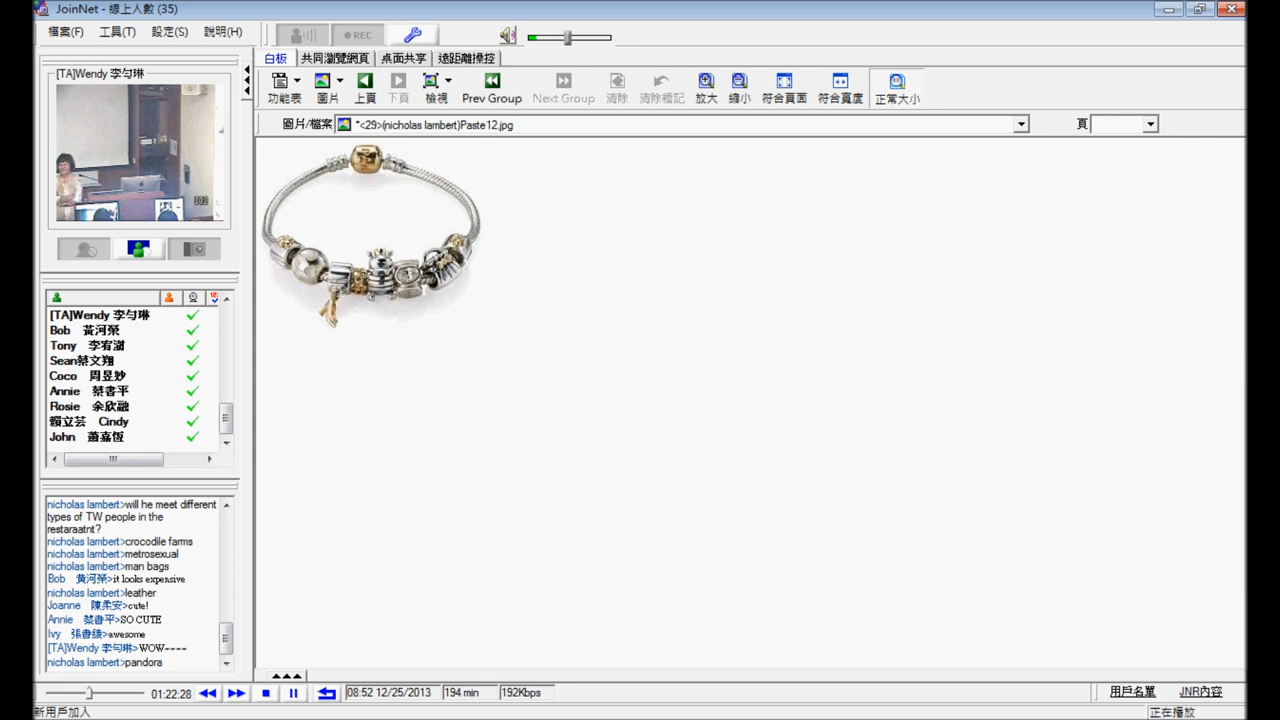 JoinNet - 線上人數 (35)
檔案(F) 工具(T) 設定(S) 說明(H)
REC
[TA]Wendy 李勻琳
白板 共同瀏覽網頁 桌面共享 遠距離操控
功能表 圖片 上頁 下頁 檢視 Prev Group Next Group 清除 清除標記 放大 縮小 符合頁面 符合寬度 正常大小
圖片/檔案 *<29>(nicholas lambert)Paste12.jpg 頁
[TA]Wendy 李勻琳
Bob 黃河榮
Tony 李宥澍
Sean蔡文翔
Coco 周昱妙
Annie 蔡書平
Rosie 余欣融
賴立芸 Cindy
John 蕭嘉恆
nicholas lambert>will he meet different
types of TW people in the
restaraatnt?
nicholas lambert>crocodile farms
nicholas lambert>metrosexual
nicholas lambert>man bags
Bob 黃河榮>it looks expensive
nicholas lambert>leather
Joanne 陳柔安>cute!
Annie 蔡書平>SO CUTE
Ivy 張書綾>awesome
[TA]Wendy 李勻琳>WOW~~~~
nicholas lambert>pandora
01:22:28 08:52 12/25/2013 194 min 192Kbps 用戶名單 JNR內容
新用戶加入 正在播放